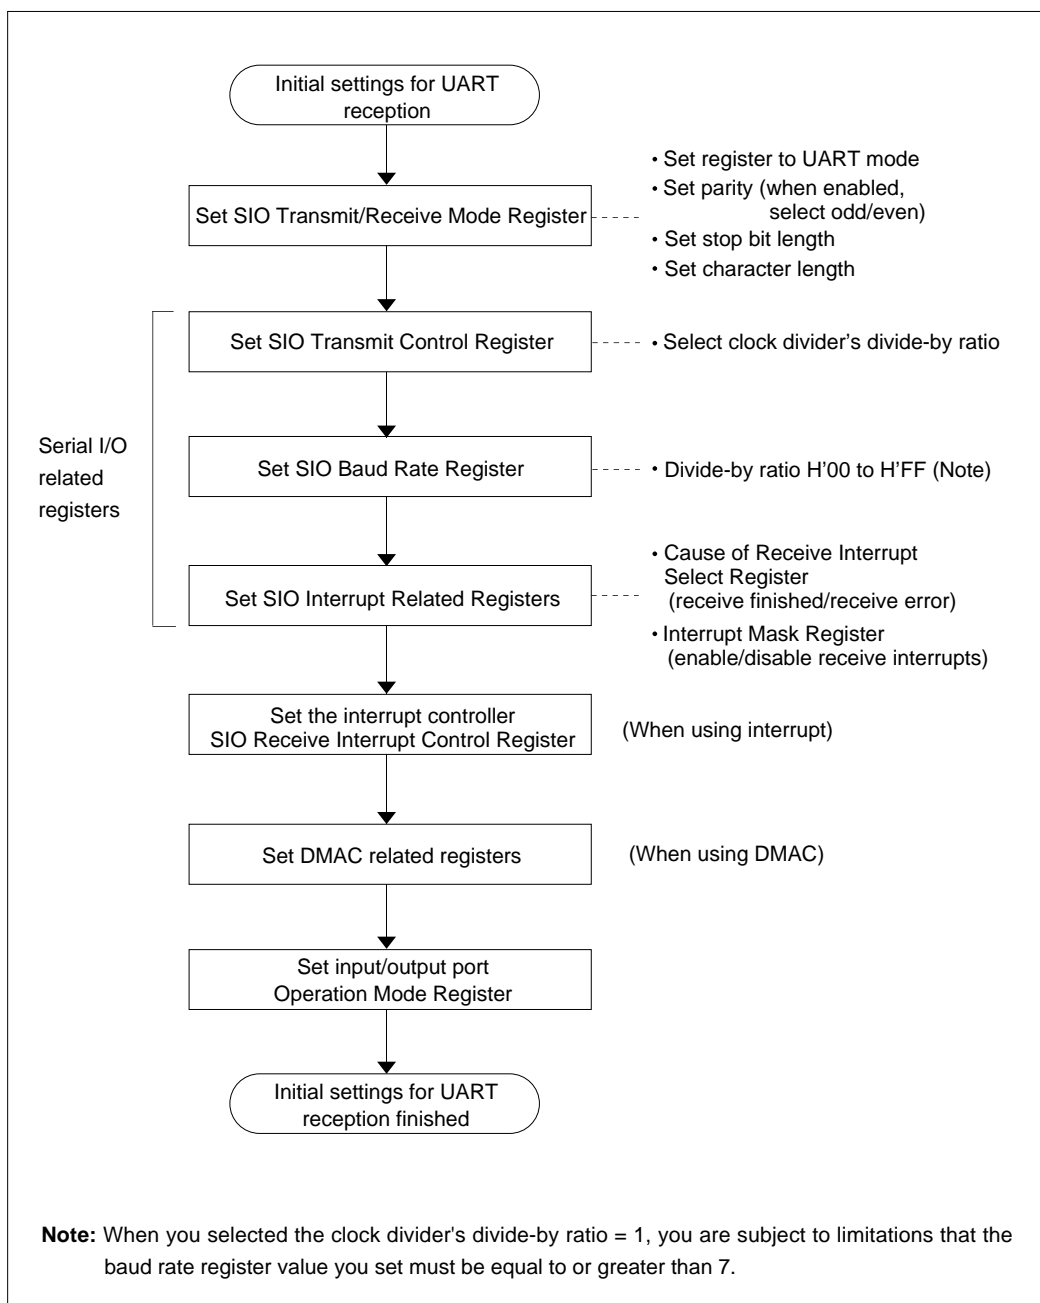 Initial settings for UART
reception
Set SIO Transmit/Receive Mode Register
• Set register to UART mode
• Set parity (when enabled,
select odd/even)
• Set stop bit length
• Set character length
Serial I/O
related
registers
Set SIO Transmit Control Register
• Select clock divider's divide-by ratio
Set SIO Baud Rate Register
• Divide-by ratio H'00 to H'FF (Note)
Set SIO Interrupt Related Registers
• Cause of Receive Interrupt
Select Register
(receive finished/receive error)
• Interrupt Mask Register
(enable/disable receive interrupts)
Set the interrupt controller
SIO Receive Interrupt Control Register
(When using interrupt)
Set DMAC related registers
(When using DMAC)
Set input/output port
Operation Mode Register
Initial settings for UART
reception finished
Note: When you selected the clock divider's divide-by ratio = 1, you are subject to limitations that the
baud rate register value you set must be equal to or greater than 7.